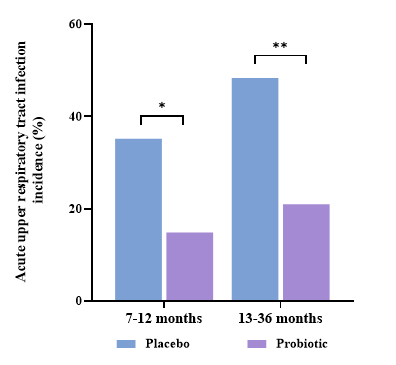 Acute upper respiratory tract infection
incidence (%)
60
40
20
0
*
**
7-12 months
13-36 months
Placebo
Probiotic